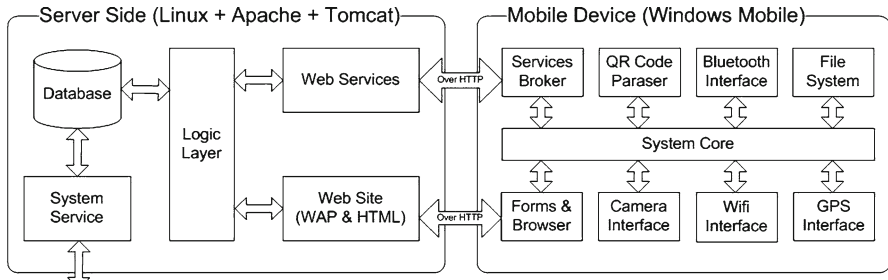 Server Side (Linux + Apache + Tomcat)
Database
System
Service
Logic
Layer
Web Services
Web Site
(WAP & HTML)
Over HTTP
Over HTTP
Mobile Device (Windows Mobile)
Services
Broker
QR Code
Paraser
Bluetooth
Interface
File
System
System Core
Forms &
Browser
Camera
Interface
Wifi
Interface
GPS
Interface